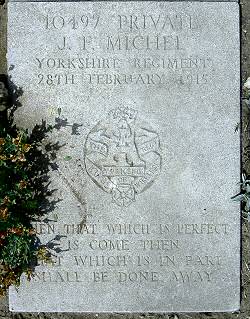 10497 PRIVATE
J. F. MICHEL
YORKSHIRE REGIMENT
28TH FEBRUARY 1915
YORKSHIRE
THAT WHICH IS PERFECT
IS COME THEN
WHICH IS IN PART
SHALL BE DONE AWAY